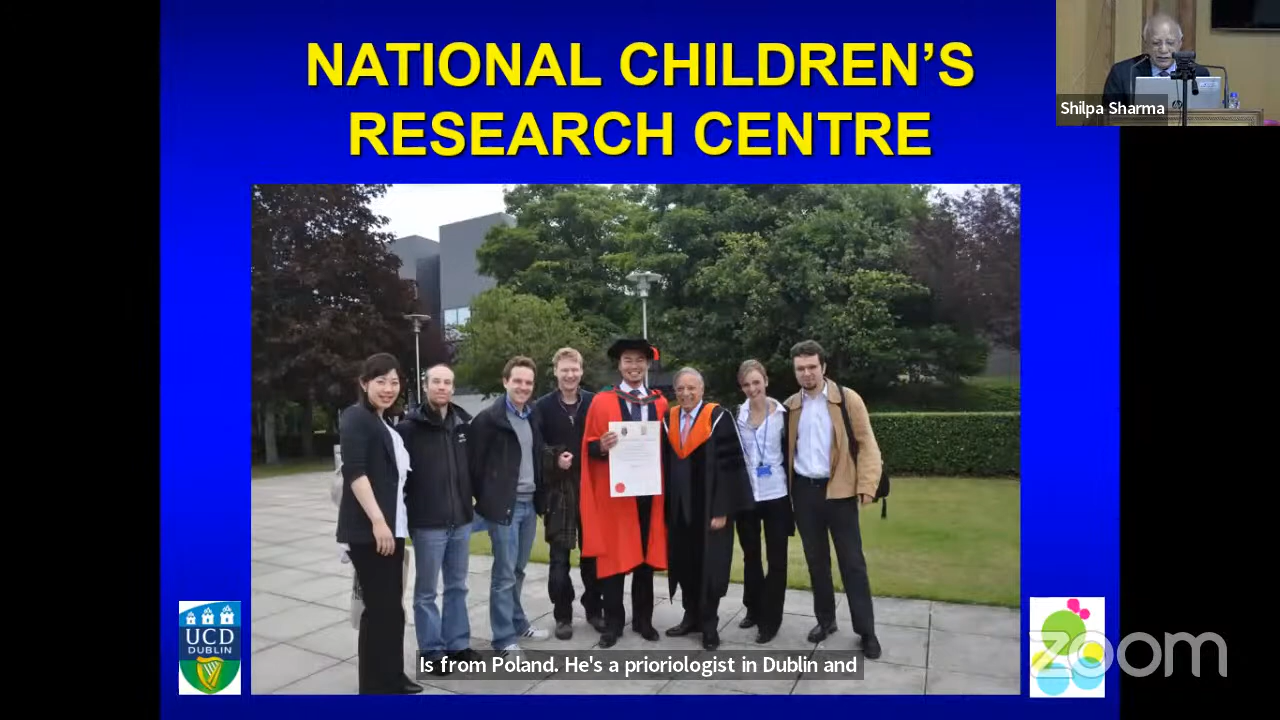 NATIONAL CHILDREN'S
RESEARCH CENTRE
Shilpa Sharma
UCD
DUBLIN
Is from Poland. He's a prioriologist in Dublin and
zoom